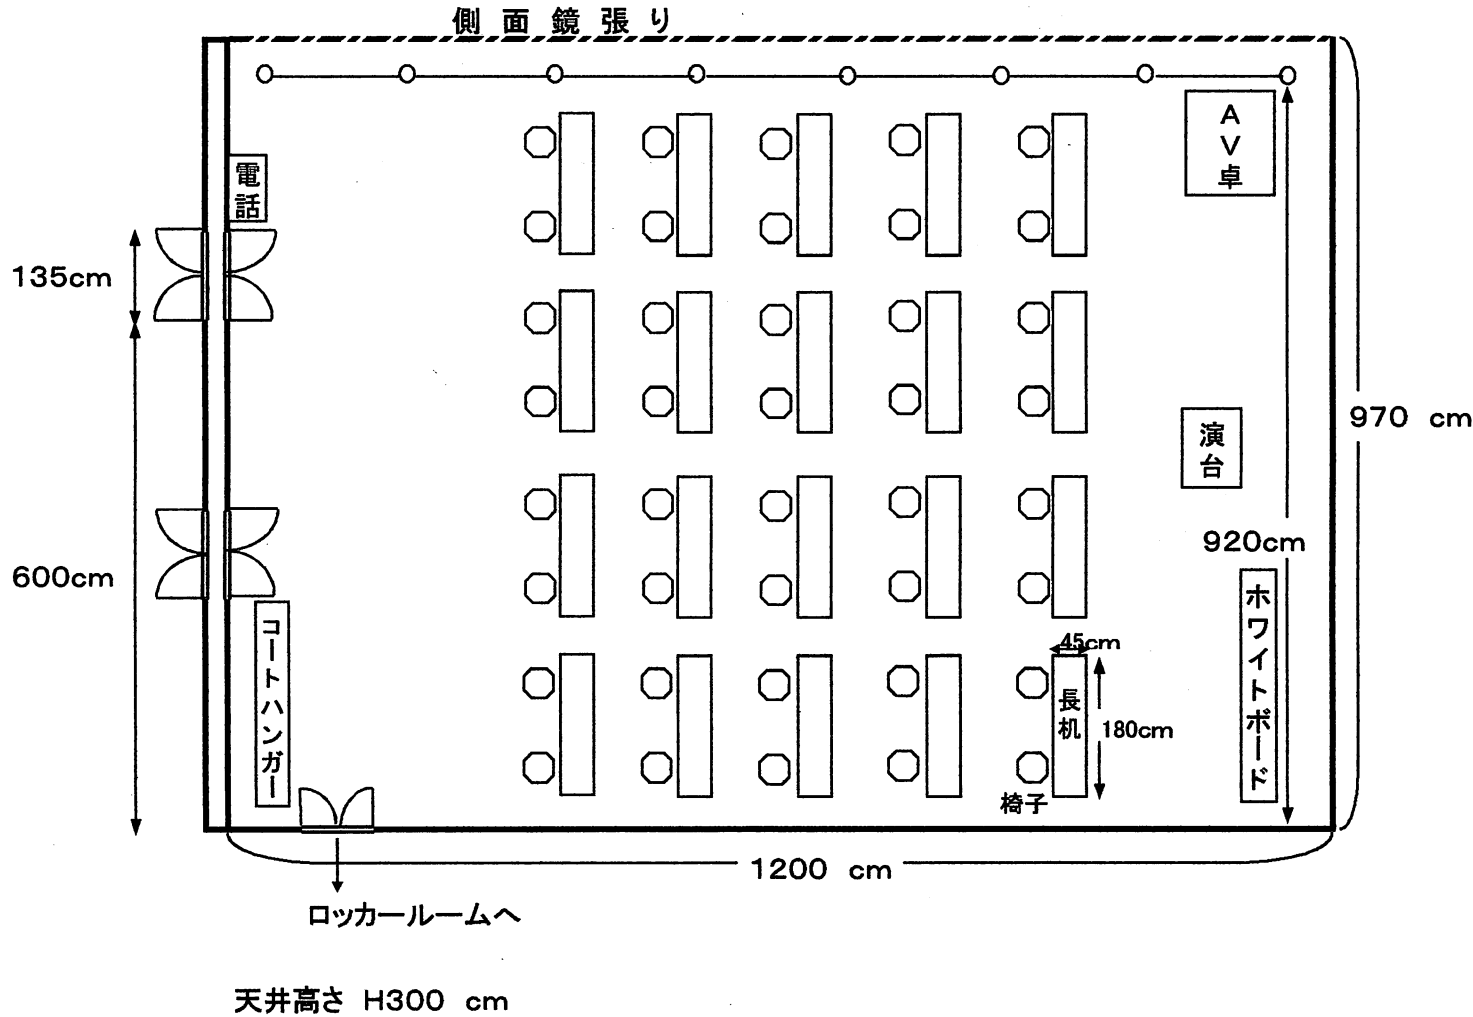 側面鏡張り
AV卓
電話
135cm
970 cm
演台
920cm
600cm
コートハンガー
ホワイトボード
45cm
長机
180cm
椅子
1200 cm
ロッカールームへ
天井高さ H300 cm